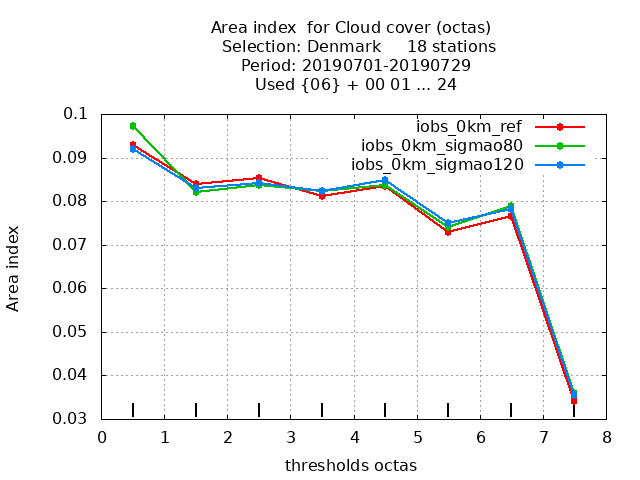 Area index  for Cloud cover (octas)
Selection: Denmark     18 stations
Period: 20190701-20190729
Used {06} + 00 01 ... 24
iobs_0km_ref
iobs_0km_sigmao80
iobs_0km_sigmao120
Area index
0.1
0.09
0.08
0.07
0.06
0.05
0.04
0.03
0 1 2 3 4 5 6 7 8
thresholds octas